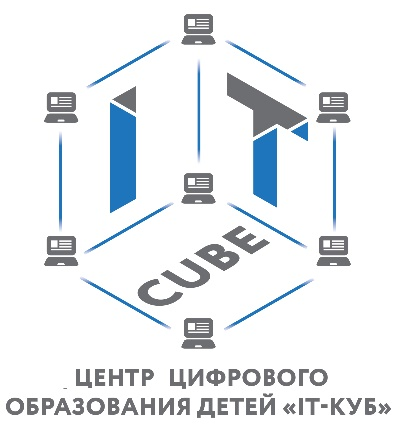 IT
CUBE
ЦЕНТР ЦИФРОВОГО
ОБРАЗОВАНИЯ ДЕТЕЙ «IT-КУБ»